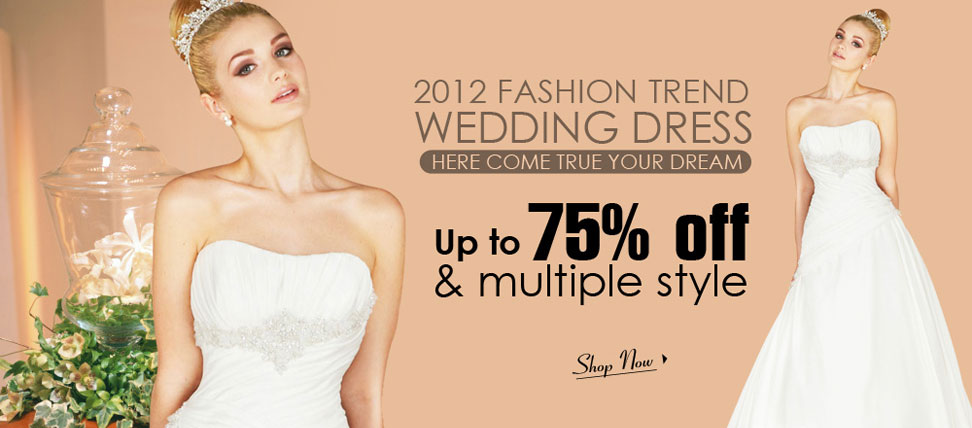 2012 FASHION TREND
WEDDING DRESS
HERE COME TRUE YOUR DREAM
Up to 75% off
& multiple style
Shop Now